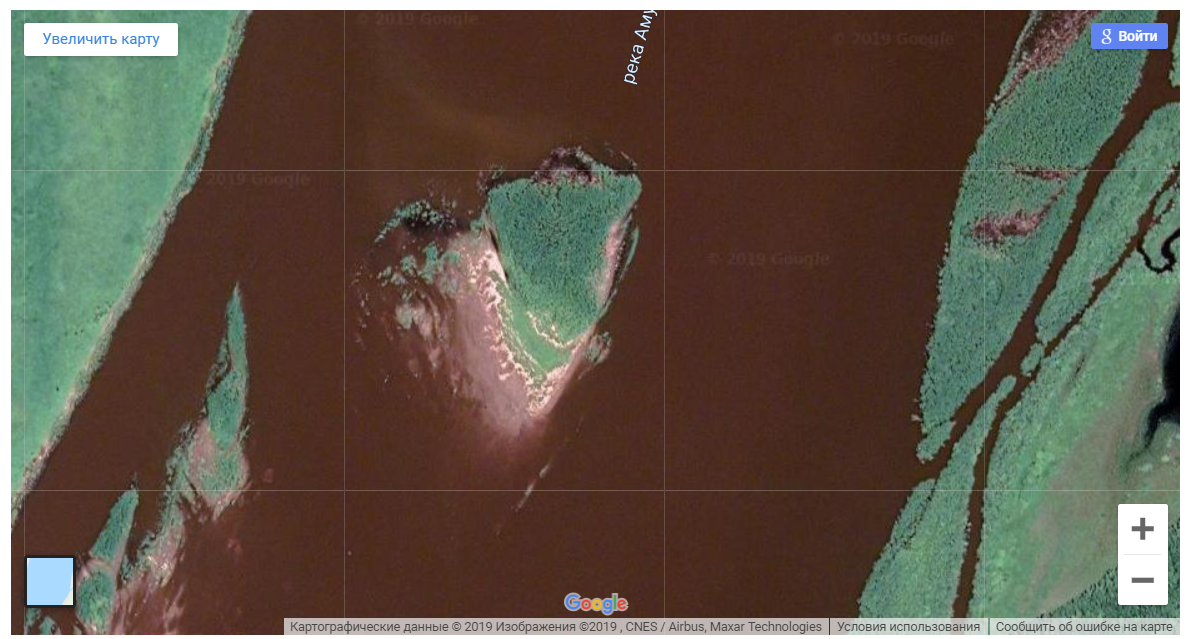 © 2019 Google
Увеличить карту
река Аму
© 2019 Google
Войти
2019 Google
© 2019 Google
Google
Картографические данные © 2019 Изображения ©2019 , CNES / Airbus, Maxar Technologies
Условия использования
Сообщить об ошибке на карте